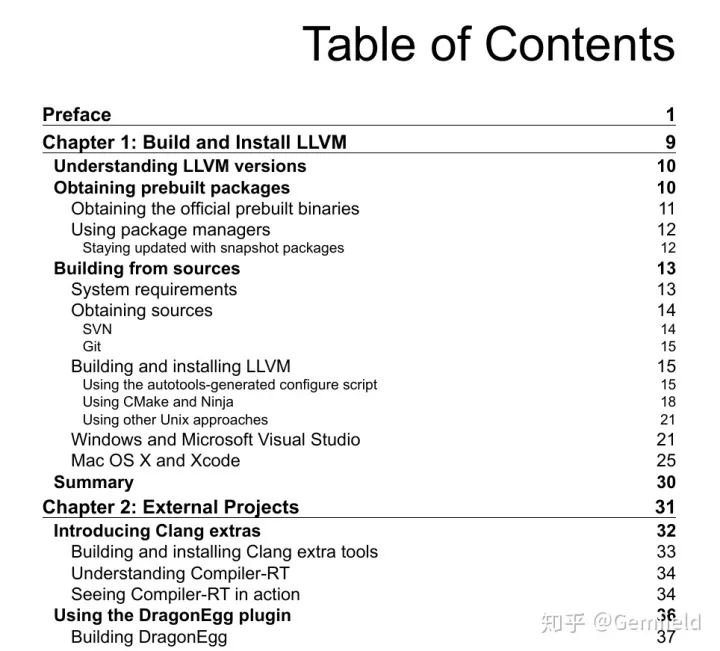 Table of Contents
Preface 1
Chapter 1: Build and Install LLVM 9
Understanding LLVM versions 10
Obtaining prebuilt packages 10
Obtaining the official prebuilt binaries 11
Using package managers 12
Staying updated with snapshot packages 12
Building from sources 13
System requirements 13
Obtaining sources 14
SVN 14
Git 15
Building and installing LLVM 15
Using the autotools-generated configure script 15
Using CMake and Ninja 18
Using other Unix approaches 21
Windows and Microsoft Visual Studio 21
Mac OS X and Xcode 25
Summary 30
Chapter 2: External Projects 31
Introducing Clang extras 32
Building and installing Clang extra tools 33
Understanding Compiler-RT 34
Seeing Compiler-RT in action 34
Using the DragonEgg plugin 36
Building DragonEgg 37
知乎 @Gemfield